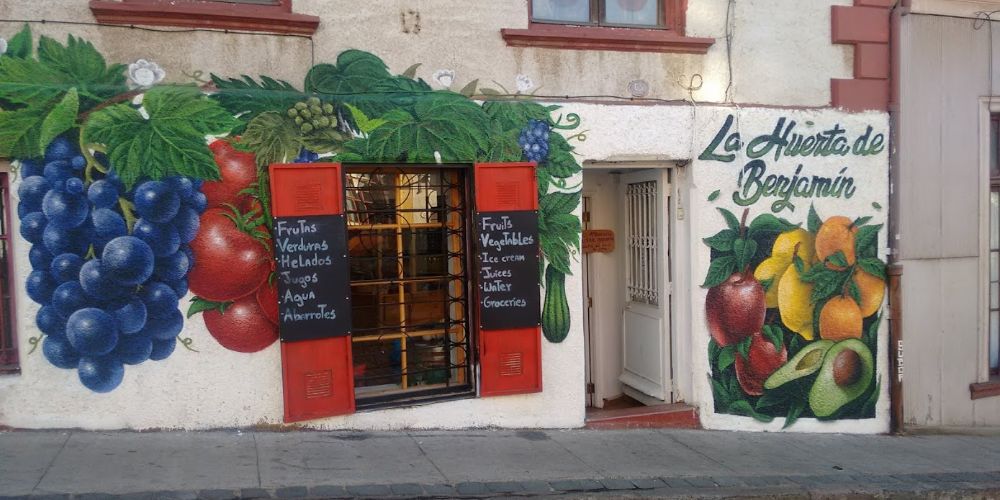 La Huerta de
Benjamín
Frutas
Verduras
Helados
Jugos
Agua
Abarrotes
Fruits
Vegetables
Ice cream
Juices
Water
Groceries